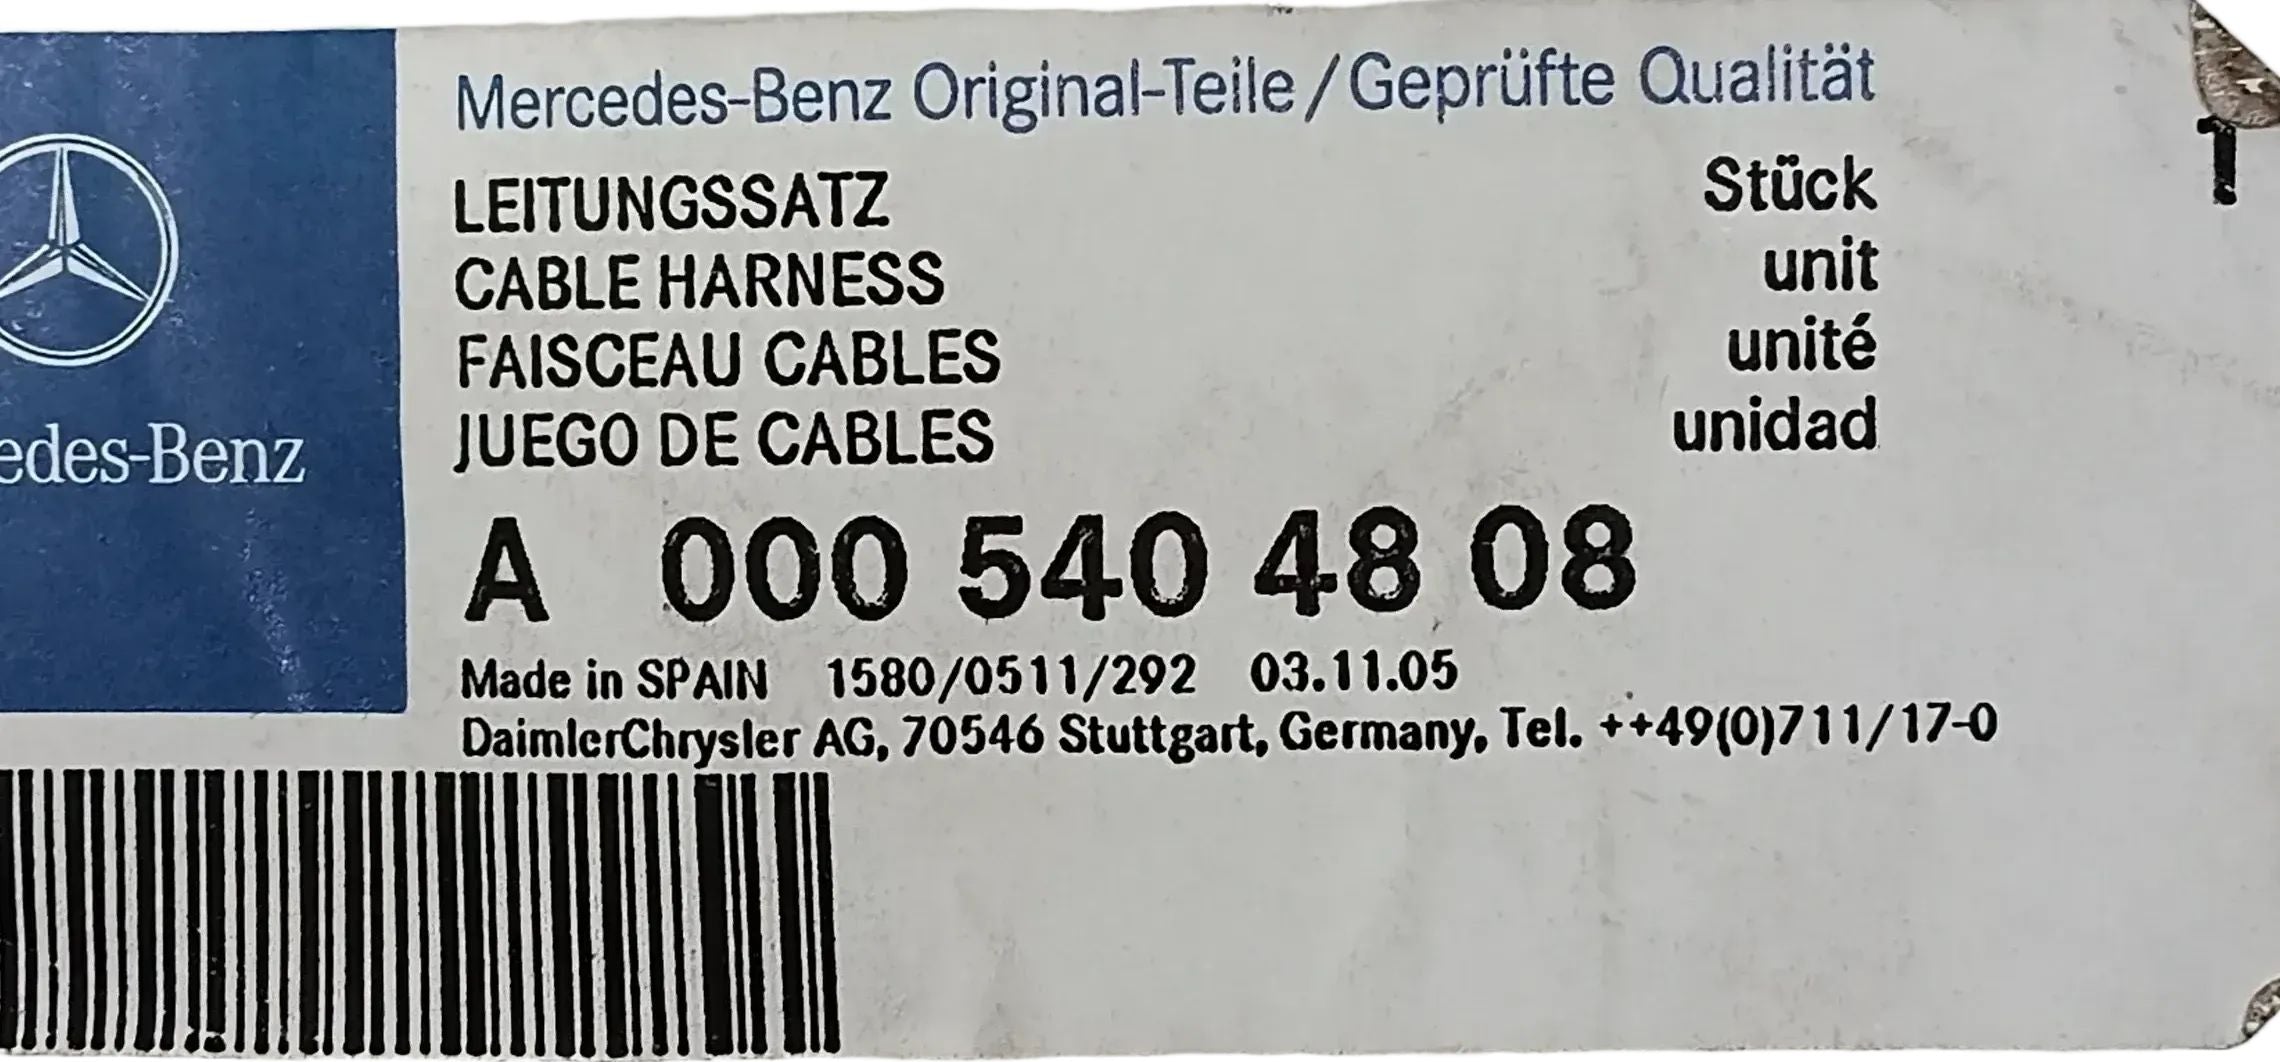 Mercedes-Benz Original-Teile/Geprüfte Qualität
LEITUNGSSATZ Stück 1
CABLE HARNESS unit
FAISCEAU CABLES unité
JUEGO DE CABLES unidad
edes-Benz
A 000 540 48 08
Made in SPAIN 1580/0511/292 03.11.05
DaimlerChrysler AG, 70546 Stuttgart, Germany, Tel. ++49(0)711/17-0